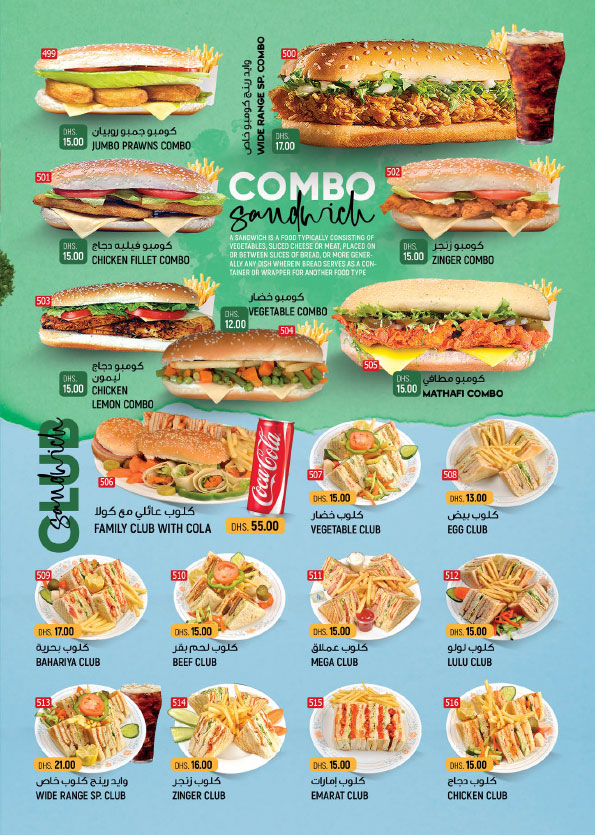 499
DHS.
15.00
كومبو جمبو روبيان
JUMBO PRAWNS COMBO
وايد رينج كومبو خاص
WIDE RANGE SP. COMBO
500
DHS.
17.00
501
DHS.
15.00
كومبو فيليه دجاج
CHICKEN FILLET COMBO
COMBO
sandwich
A SANDWICH IS A FOOD TYPICALLY CONSISTING OF
VEGETABLES, SLICED CHEESE OR MEAT, PLACED ON
OR BETWEEN SLICES OF BREAD, OR MORE GENER-
ALLY ANY DISH WHEREIN BREAD SERVES AS A CON-
TAINER OR WRAPPER FOR ANOTHER FOOD TYPE
502
DHS.
15.00
كومبو زنجر
ZINGER COMBO
503
DHS.
15.00
كومبو دجاج
ليمون
CHICKEN
LEMON COMBO
DHS.
12.00
كومبو خضار
VEGETABLE COMBO
504
505
DHS.
15.00
كومبو مطافي
MATHAFI COMBO
CLUB
sandwich
506
Coca-Cola
كلوب عائلي مع كولا
FAMILY CLUB WITH COLA
DHS. 55.00
507
DHS. 15.00
كلوب خضار
VEGETABLE CLUB
508
DHS. 13.00
كلوب بيض
EGG CLUB
509
DHS. 17.00
كلوب بحرية
BAHARIYA CLUB
510
DHS. 15.00
كلوب لحم بقر
BEEF CLUB
511
DHS. 15.00
كلوب عملاق
MEGA CLUB
512
DHS. 15.00
كلوب لولو
LULU CLUB
513
DHS. 21.00
وايد رينج كلوب خاص
WIDE RANGE SP. CLUB
514
DHS. 16.00
كلوب زنجر
ZINGER CLUB
515
DHS. 15.00
كلوب إمارات
EMARAT CLUB
516
DHS. 15.00
كلوب دجاج
CHICKEN CLUB